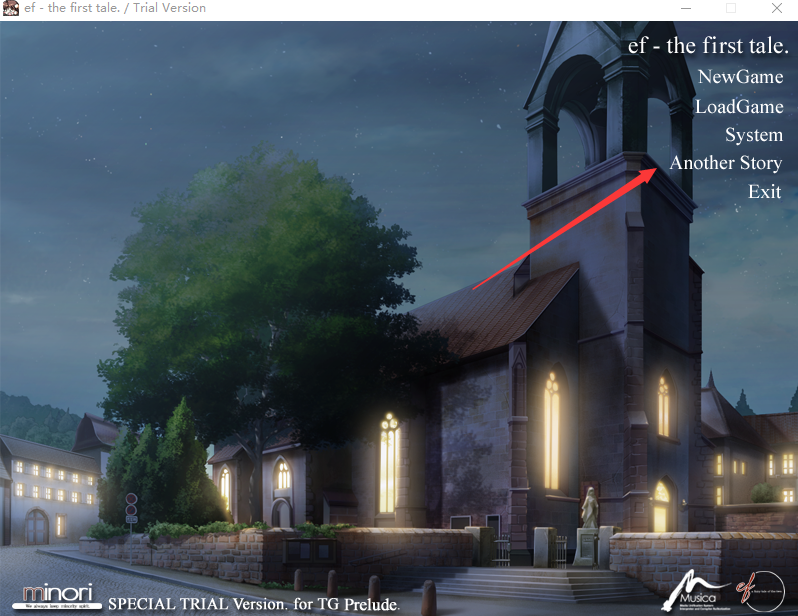 ef - the first tale. / Trial Version
ef - the first tale.
NewGame
LoadGame
System
Another Story
Exit
minori
We always keep minority spirit.
SPECIAL TRIAL Version. for TG Prelude.
Musica
ef